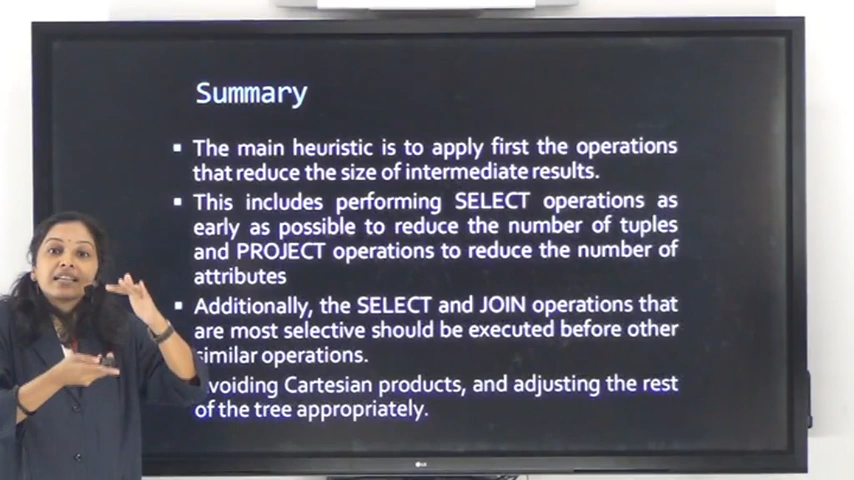 Summary
▪ The main heuristic is to apply first the operations
that reduce the size of intermediate results.
▪ This includes performing SELECT operations as
early as possible to reduce the number of tuples
and PROJECT operations to reduce the number of
attributes
▪ Additionally, the SELECT and JOIN operations that
are most selective should be executed before other
similar operations.
voiding Cartesian products, and adjusting the rest
of the tree appropriately.
LG